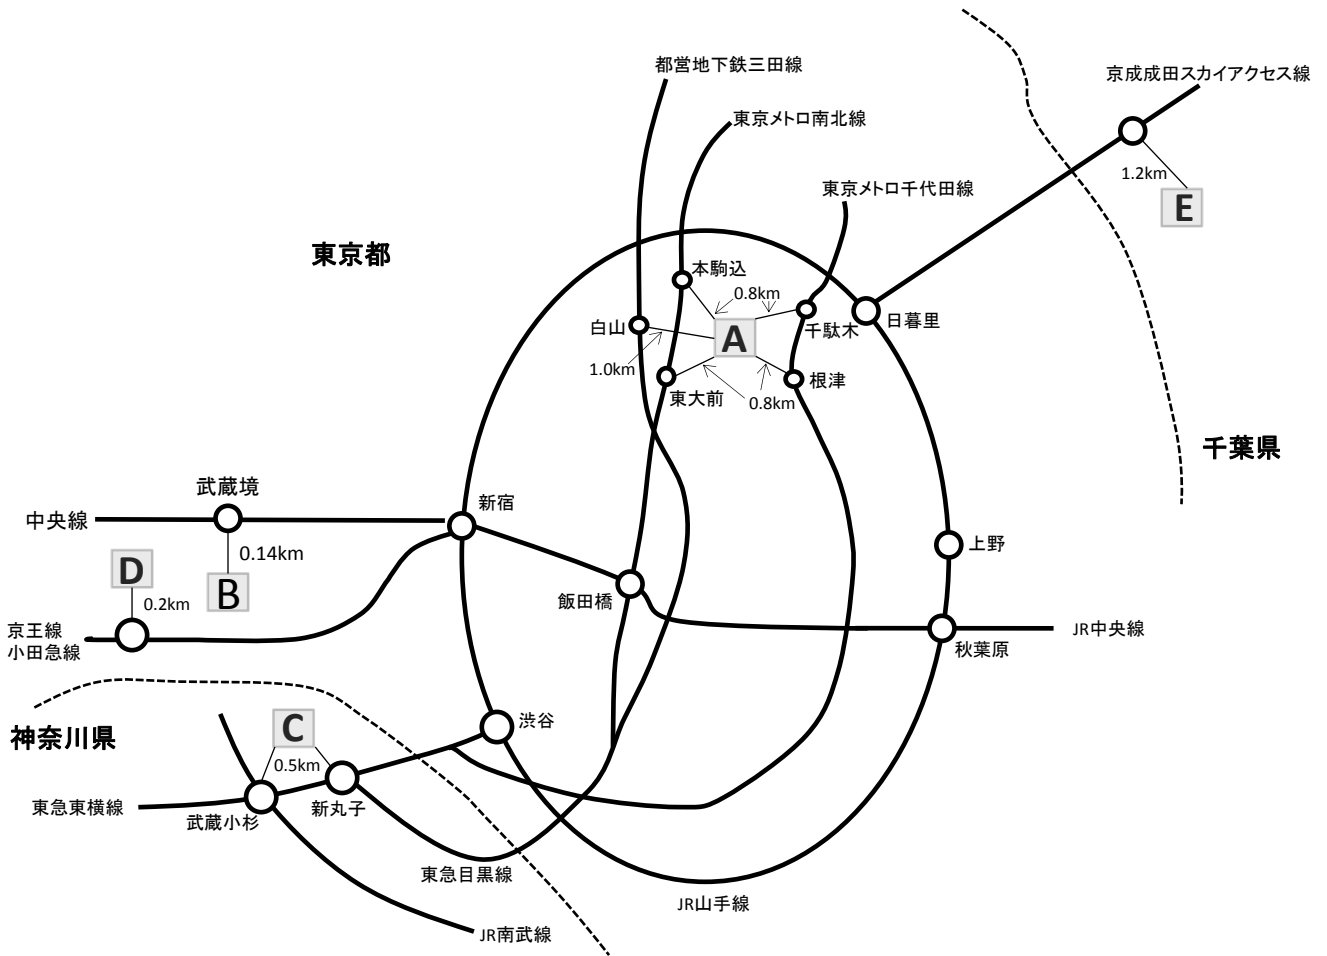 都営地下鉄三田線
京成成田スカイアクセス線
東京メトロ南北線
1.2km
東京メトロ千代田線
E
東京都
本駒込
0.8km
白山
A
千駄木
日暮里
1.0km
根津
東大前
0.8km
千葉県
武蔵境
新宿
中央線
上野
0.14km
D
B
飯田橋
0.2km
京王線
小田急線
JR中央線
秋葉原
渋谷
神奈川県
C
0.5km
東急東横線
新丸子
武蔵小杉
東急目黒線
JR山手線
JR南武線